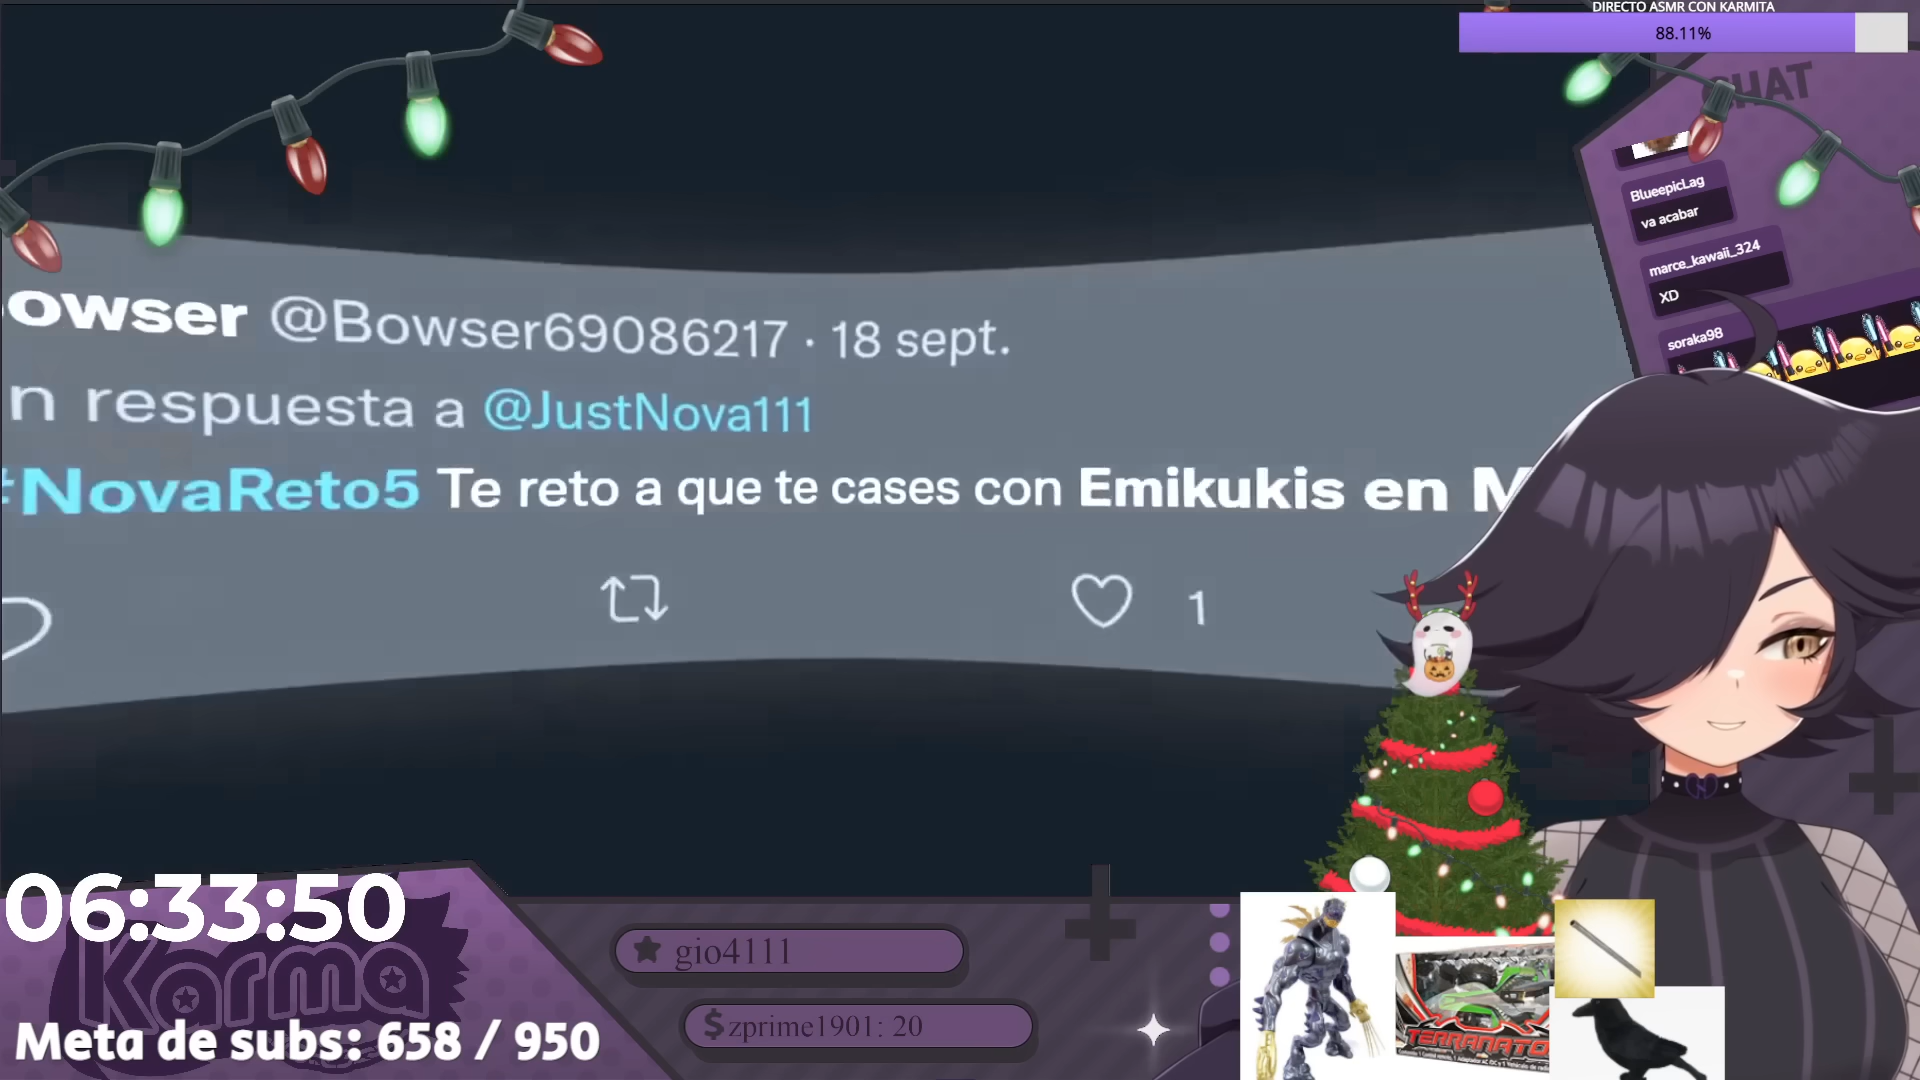 DIRECTO ASMR CON KARMITA
88.11%
CHAT
BlueepicLag
va acabar
marce_kawaii_324
XD
soraka98
owser @Bowser69086217 · 18 sept.
n respuesta a @JustNova111
#NovaReto5 Te reto a que te cases con Emikukis en M
1
06:33:50
Karma
Meta de subs: 658 / 950
gio4111
$ zprime1901: 20